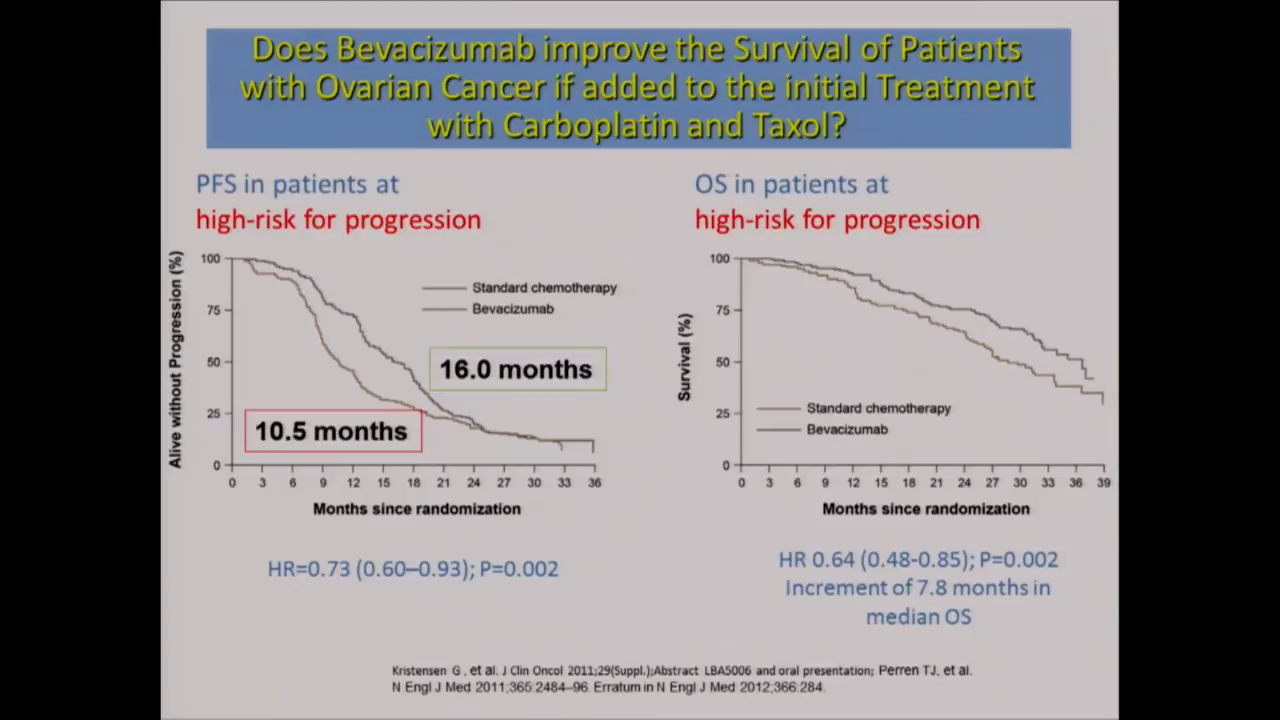 Does Bevacizumab improve the Survival of Patients
with Ovarian Cancer if added to the initial Treatment
with Carboplatin and Taxol?
PFS in patients at
high-risk for progression
Alive without Progression (%)
100
75
50
25
0
Standard chemotherapy
Bevacizumab
16.0 months
10.5 months
0 3 6 9 12 15 18 21 24 27 30 33 36
Months since randomization
HR=0.73 (0.60–0.93); P=0.002
OS in patients at
high-risk for progression
Survival (%)
100
75
50
25
0
Standard chemotherapy
Bevacizumab
0 3 6 9 12 15 18 21 24 27 30 33 36 39
Months since randomization
HR 0.64 (0.48-0.85); P=0.002
Increment of 7.8 months in
median OS
Kristensen G , et al. J Clin Oncol 2011;29(Suppl.);Abstract LBA5006 and oral presentation; Perren TJ, et al.
N Engl J Med 2011;365:2484–96. Erratum in N Engl J Med 2012;366:284.